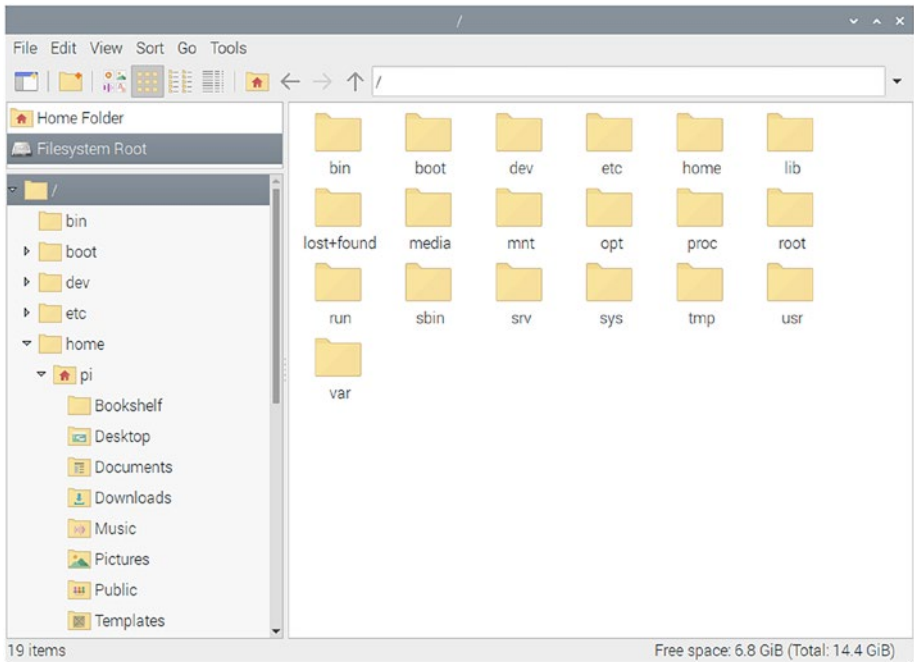 /
File Edit View Sort Go Tools
/
Home Folder
Filesystem Root
/
bin
boot
dev
etc
home
pi
Bookshelf
Desktop
Documents
Downloads
Music
Pictures
Public
Templates
bin boot dev etc home lib
lost+found media mnt opt proc root
run sbin srv sys tmp usr
var
19 items Free space: 6.8 GiB (Total: 14.4 GiB)